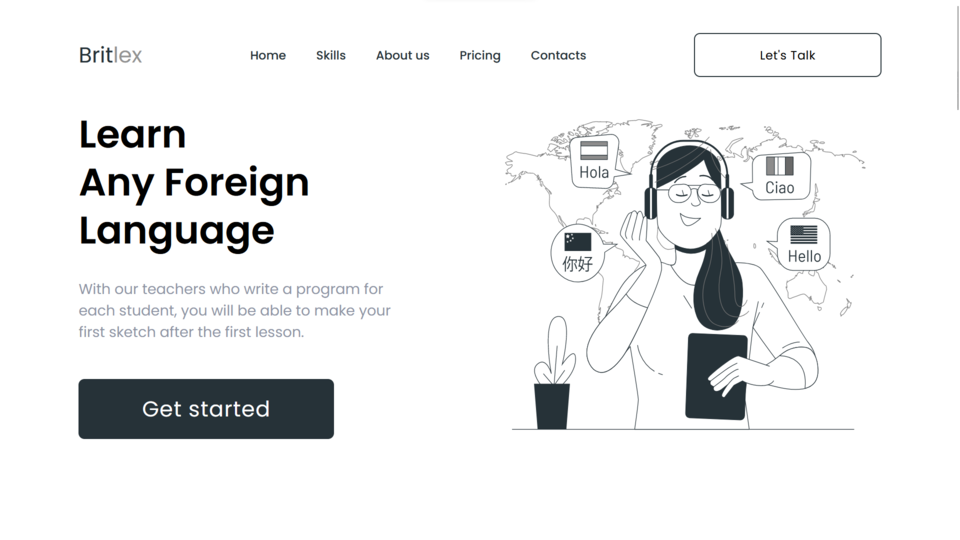 Britlex
Home
Skills
About us
Pricing
Contacts
Let's Talk
Learn
Any Foreign
Language
With our teachers who write a program for
each student, you will be able to make your
first sketch after the first lesson.
Get started
Hola
Ciao
你好
Hello